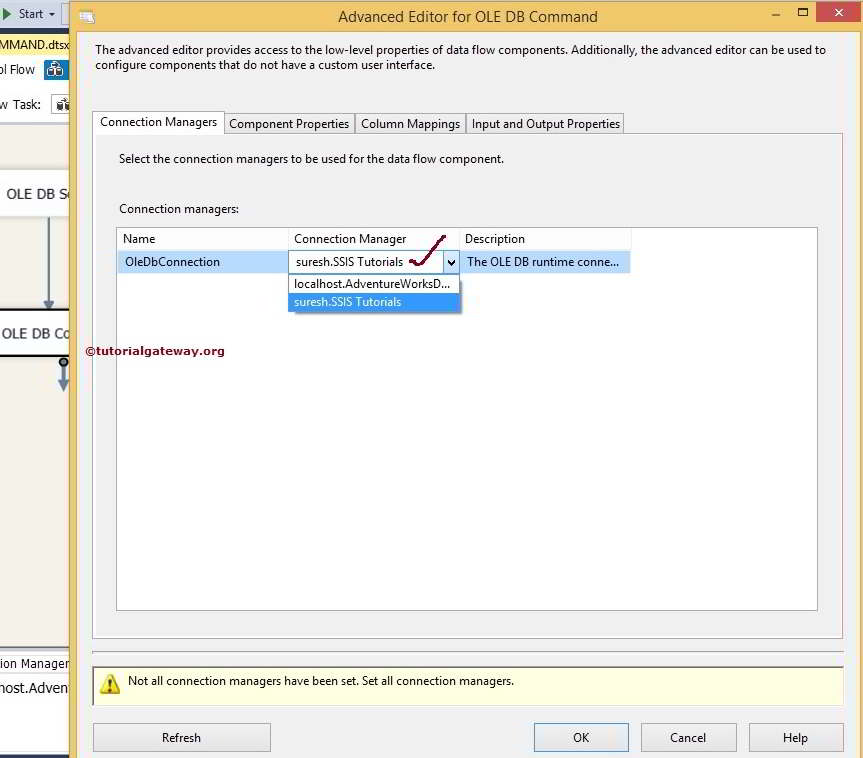 Start
Advanced Editor for OLE DB Command
MMAND.dtsx
ol Flow
w Task:
The advanced editor provides access to the low-level properties of data flow components. Additionally, the advanced editor can be used to
configure components that do not have a custom user interface.
Connection Managers Component Properties Column Mappings Input and Output Properties
Select the connection managers to be used for the data flow component.
OLE DB S
Connection managers:
Name Connection Manager Description
OleDbConnection suresh.SSIS Tutorials The OLE DB runtime conne...
localhost.AdventureWorksD...
suresh.SSIS Tutorials
OLE DB Co
©tutorialgateway.org
ion Manager
host.Adven
Not all connection managers have been set. Set all connection managers.
Refresh OK Cancel Help